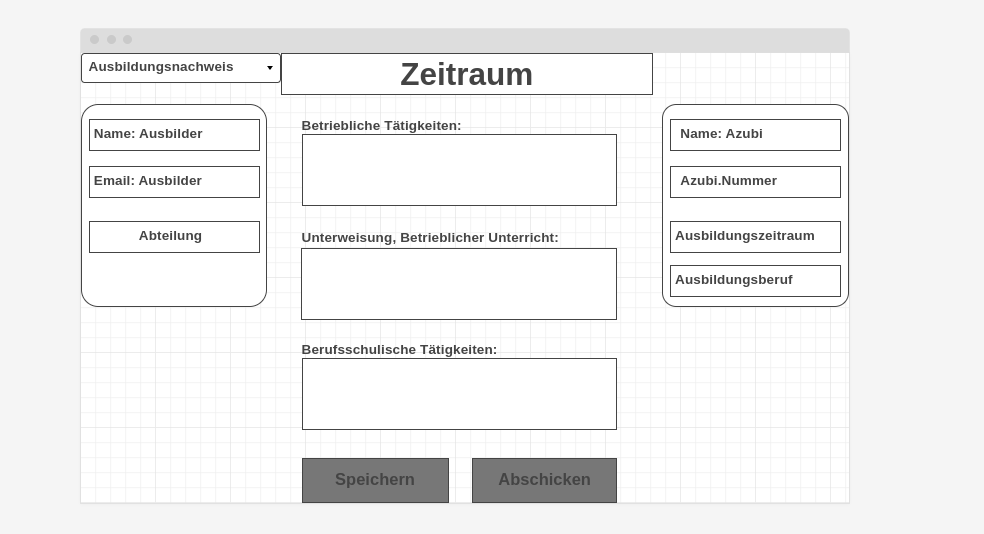 Ausbildungsnachweis
Zeitraum
Name: Ausbilder
Email: Ausbilder
Abteilung
Betriebliche Tätigkeiten:
Unterweisung, Betrieblicher Unterricht:
Berufsschulische Tätigkeiten:
Speichern
Abschicken
Name: Azubi
Azubi.Nummer
Ausbildungszeitraum
Ausbildungsberuf